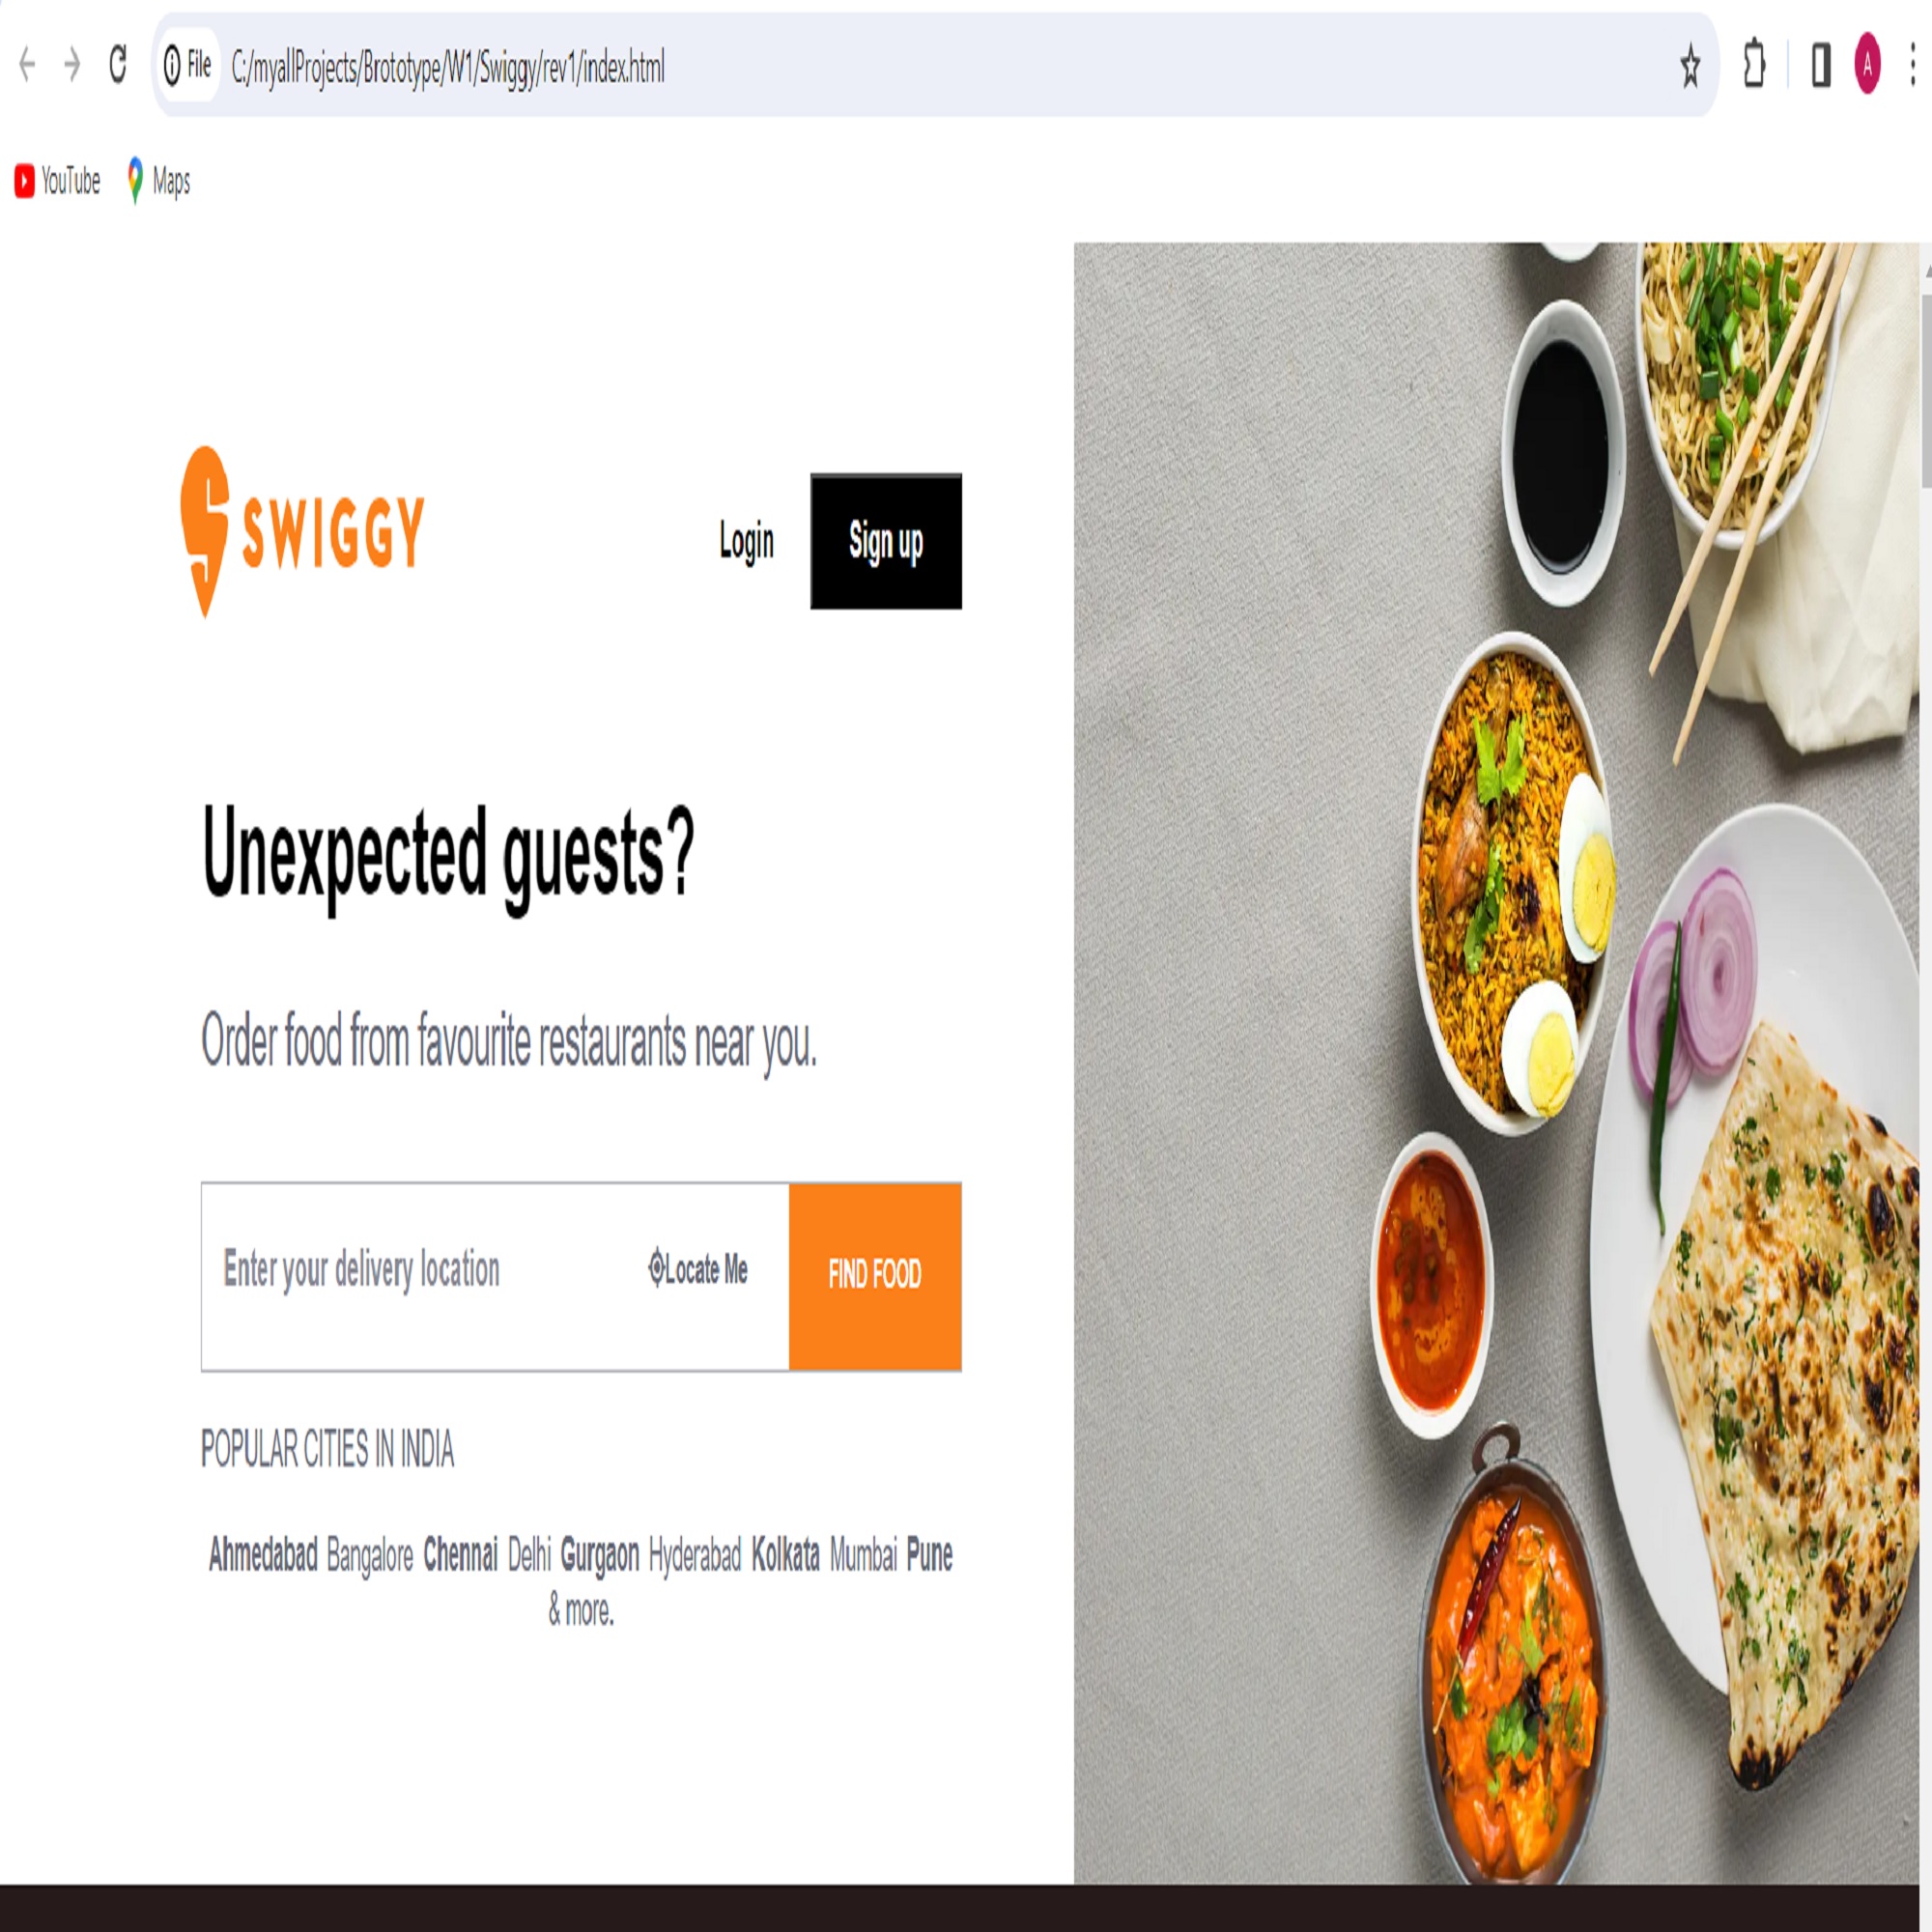 File C:/myallProjects/Brototype/W1/Swiggy/rev1/index.html A
YouTube Maps
SWIGGY Login Sign up
Unexpected guests?
Order food from favourite restaurants near you.
Enter your delivery location Locate Me FIND FOOD
POPULAR CITIES IN INDIA
Ahmedabad Bangalore Chennai Delhi Gurgaon Hyderabad Kolkata Mumbai Pune
& more.